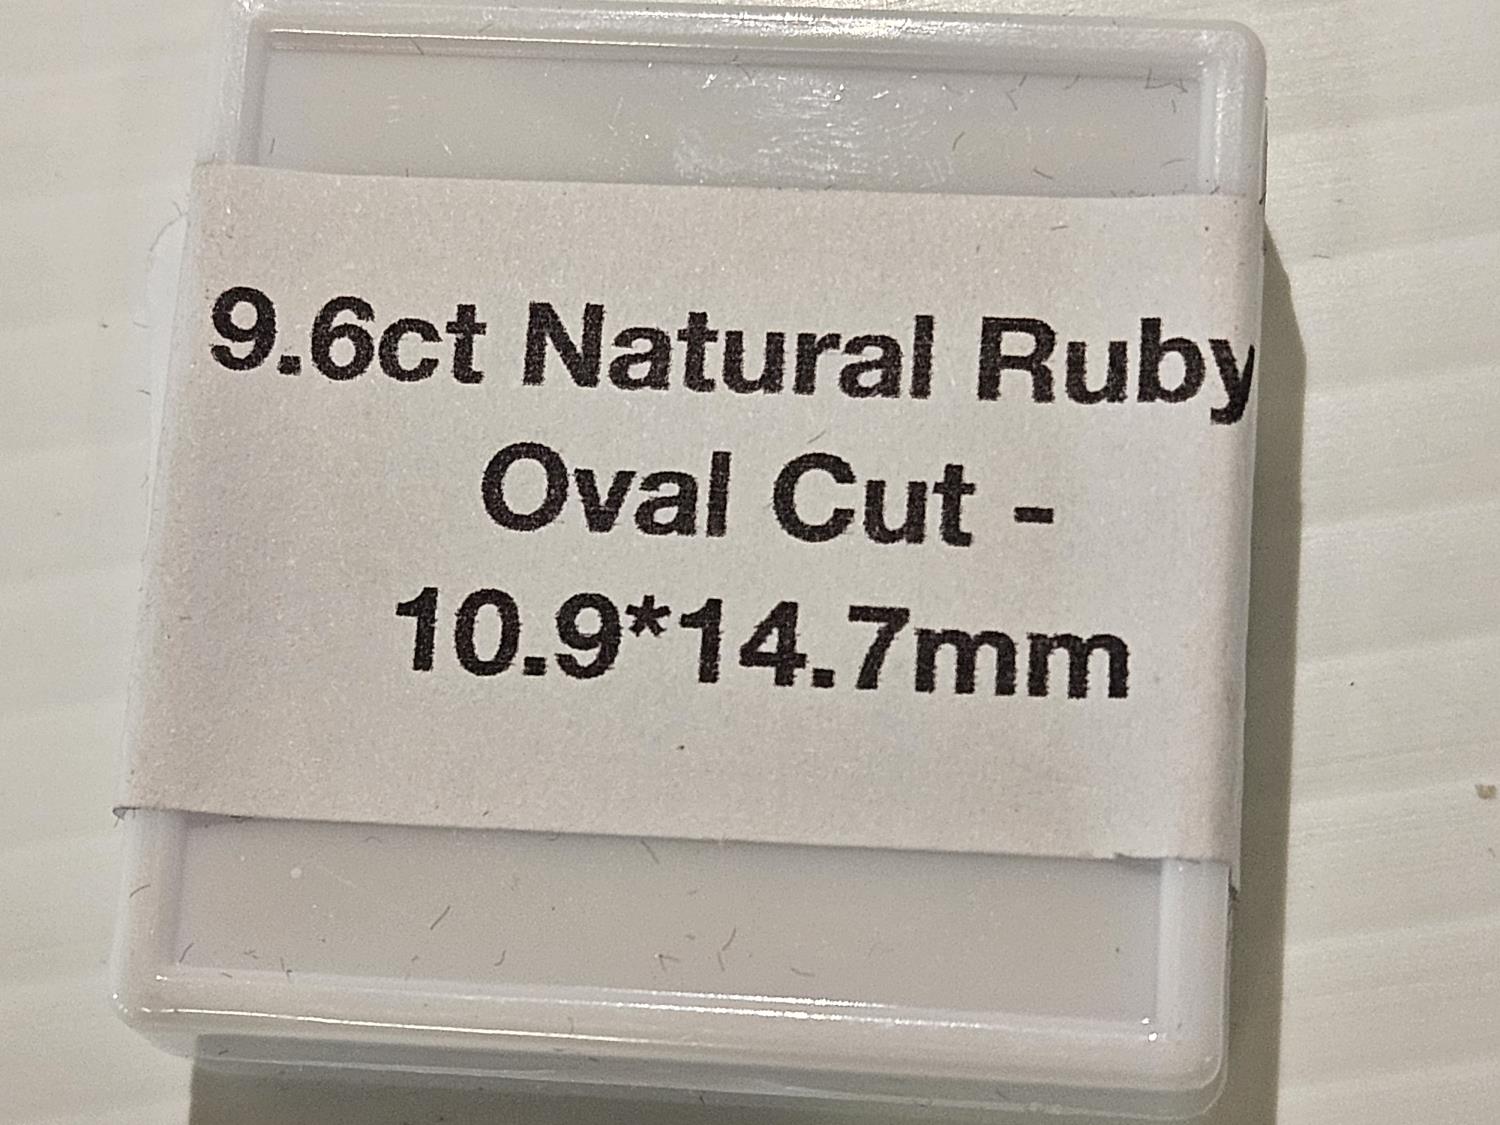 9.6ct Natural Ruby
Oval Cut -
10.9*14.7mm